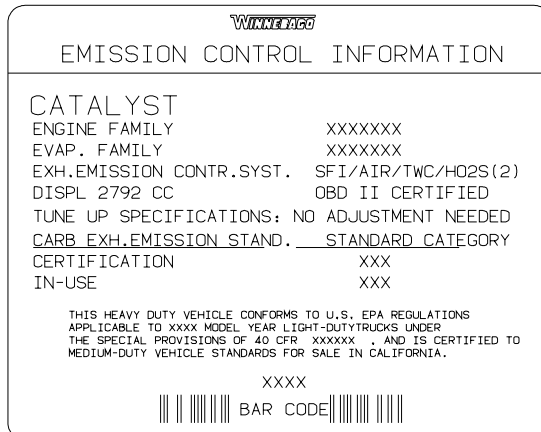 WINNEBAGO
EMISSION CONTROL INFORMATION
CATALYST
ENGINE FAMILY XXXXXXX
EVAP. FAMILY XXXXXXX
EXH.EMISSION CONTR.SYST. SFI/AIR/TWC/HO2S(2)
DISPL 2792 CC OBD II CERTIFIED
TUNE UP SPECIFICATIONS: NO ADJUSTMENT NEEDED
CARB EXH.EMISSION STAND. STANDARD CATEGORY
CERTIFICATION XXX
IN-USE XXX
THIS HEAVY DUTY VEHICLE CONFORMS TO U.S. EPA REGULATIONS
APPLICABLE TO XXXX MODEL YEAR LIGHT-DUTYTRUCKS UNDER
THE SPECIAL PROVISIONS OF 40 CFR XXXXXX , AND IS CERTIFIED TO
MEDIUM-DUTY VEHICLE STANDARDS FOR SALE IN CALIFORNIA.
XXXX
BAR CODE